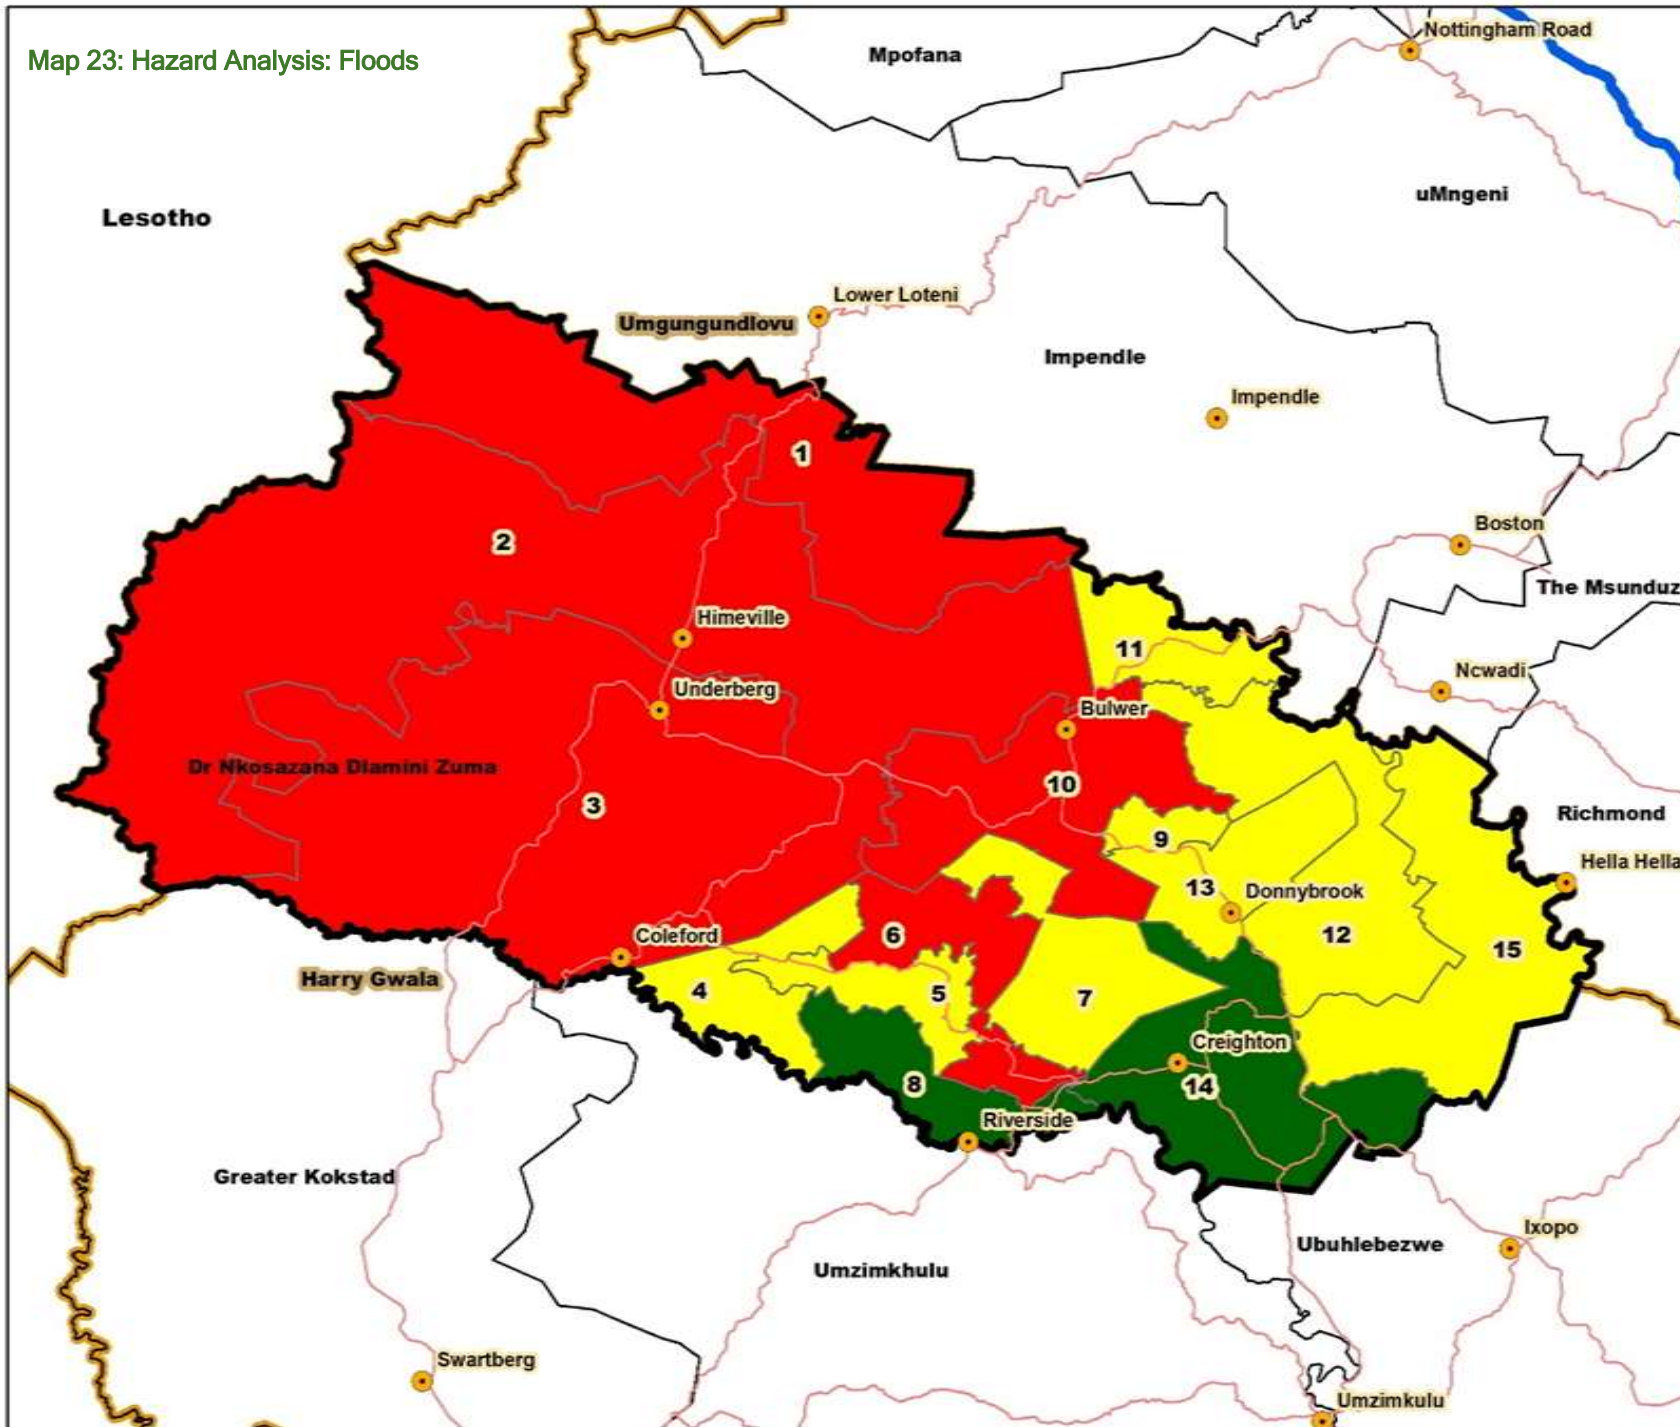 Nottingham Road
Map 23: Hazard Analysis: Floods
Mpofana
uMngeni
Lesotho
Lower Loteni
Umgungundlovu
Impendle
Impendle
1
Boston
2
The Msunduz
Himeville
11
Ncwadi
Underberg
Bulwer
Dr Nkosazana Dlamini Zuma
10
3
Richmond
9
Hella Hella
13
Donnybrook
6
Coleford
12
15
Harry Gwala
4
5
7
Creighton
8
14
Riverside
Greater Kokstad
Ixopo
Ubuhlebezwe
Umzimkhulu
Swartberg
Umzimkulu